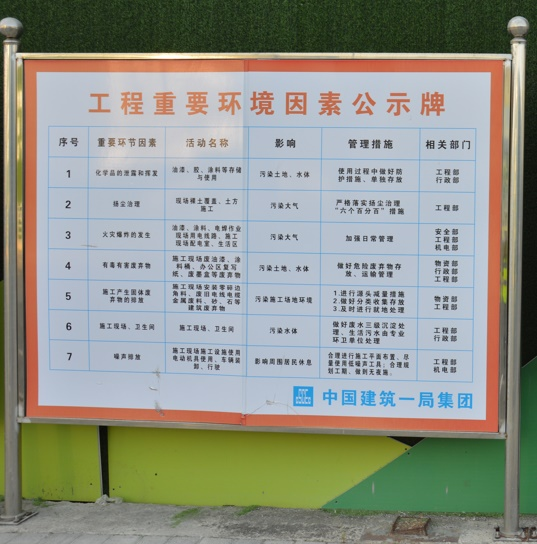 工程重要环境因素公示牌
序号 重要环节因素 活动名称 影响 管理措施 相关部门
1 化学品的泄露和挥发 油漆、胶、涂料等存储与使用 污染土地、水体 使用过程中做好防护措施、单独存放 工程部 行政部
2 扬尘治理 现场裸土覆盖、土方施工 污染大气 严格落实扬尘治理“六个百分百”措施 工程部
3 火灾爆炸的发生 油漆、涂料、电焊作业现场用电线路、施工现场配电室、生活区 污染大气 加强日常管理 安全部 工程部 机电部
4 有毒有害废弃物 施工现场废油漆、涂料桶、办公区复写纸、废墨盒等废弃物 污染土地、水体 做好危险废弃物存放、运输管理 物资部 行政部 工程部
5 施工产生固体废弃物的排放 施工现场安装零碎边角料、废旧电线电缆金属废料、砂、石等建筑废弃物 污染施工场地环境 1.进行源头减量措施 2.做好分类收集存放 3.及时进行就地处理 物资部 工程部
6 施工现场、卫生间 施工现场、卫生间 污染水体 做好废水三级沉淀处理、生活污水由专业环卫单位处理 工程部 行政部
7 噪声排放 施工现场施工设施使用电动机具使用、车辆装卸、行驶 影响周围居民休息 合理进行施工平面布置、尽量使用低噪声工具；合理规划工期、做到无夜施； 工程部 机电部
中国建筑一局集团